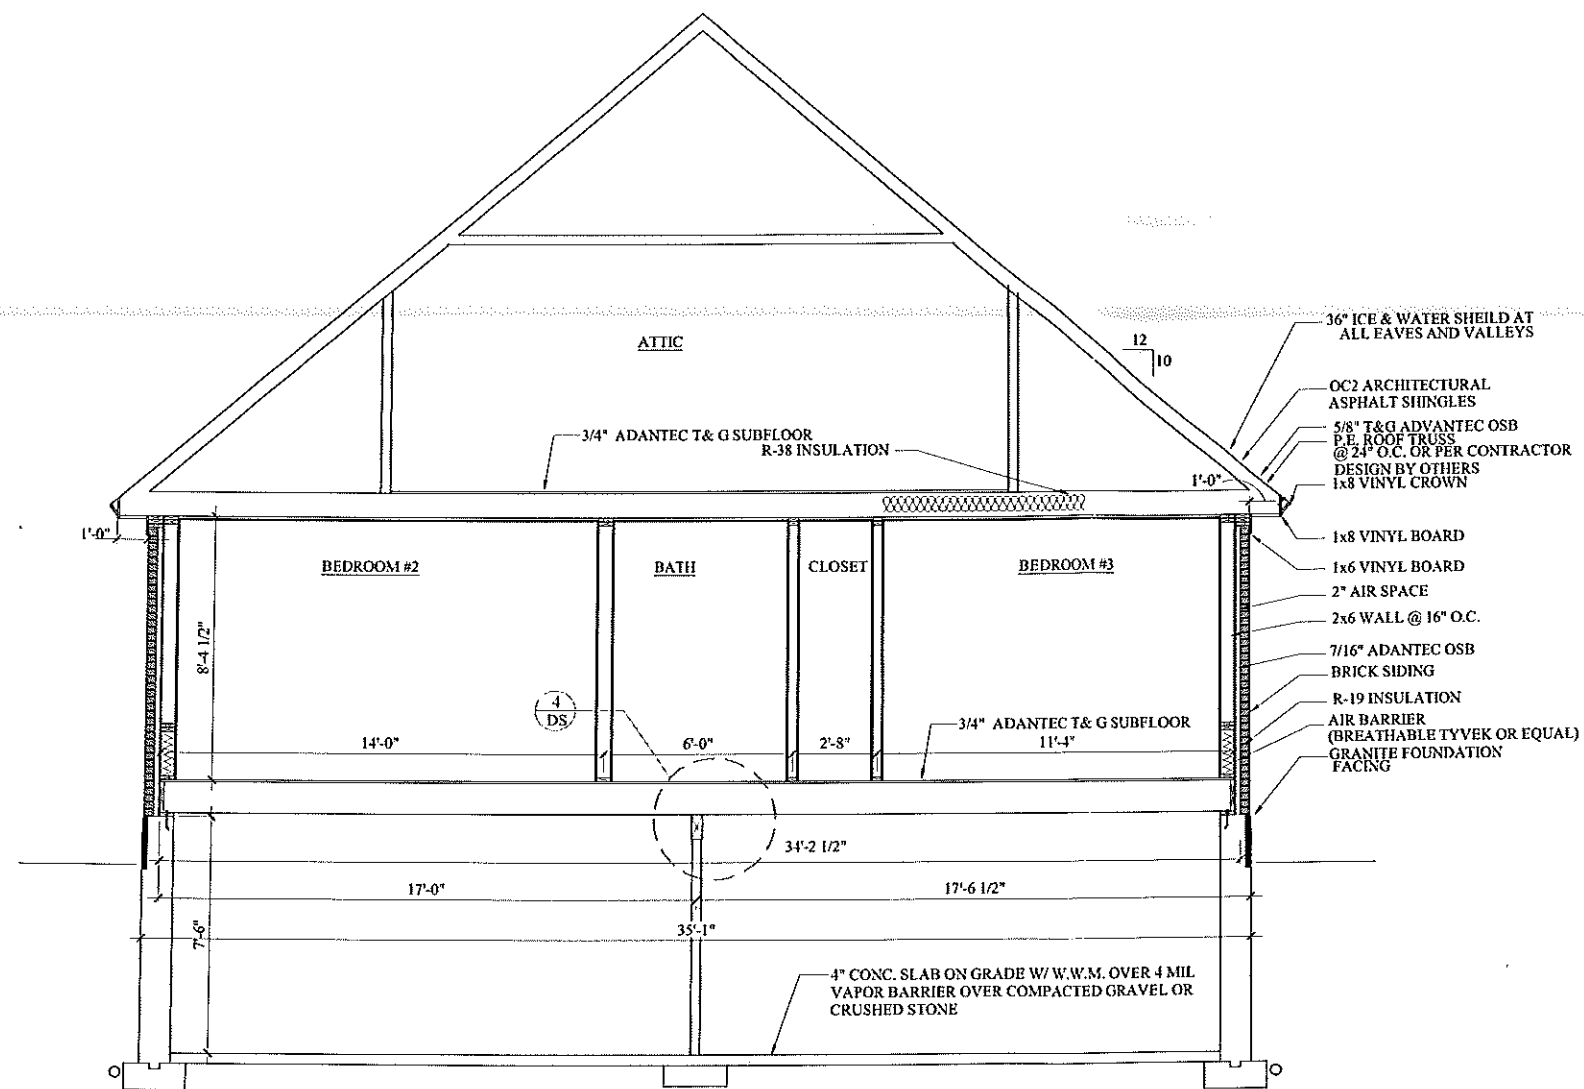 36" ICE & WATER SHEILD AT
ALL EAVES AND VALLEYS
12
10
ATTIC
OC2 ARCHITECTURAL
ASPHALT SHINGLES
5/8" T&G ADVANTEC OSB
P.E. ROOF TRUSS
@ 24" O.C. OR PER CONTRACTOR
DESIGN BY OTHERS
1x8 VINYL CROWN
3/4" ADANTEC T& G SUBFLOOR
R-38 INSULATION
1'-0"
1'-0"
1x8 VINYL BOARD
1x6 VINYL BOARD
2" AIR SPACE
2x6 WALL @ 16" O.C.
7/16" ADANTEC OSB
BRICK SIDING
R-19 INSULATION
AIR BARRIER
(BREATHABLE TYVEK OR EQUAL)
GRANITE FOUNDATION
FACING
BEDROOM #2
BATH
CLOSET
BEDROOM #3
8'-4 1/2"
4
DS
3/4" ADANTEC T& G SUBFLOOR
14'-0"
6'-0"
2'-8"
11'-4"
34'-2 1/2"
17'-0"
17'-6 1/2"
7'-6"
35'-1"
4" CONC. SLAB ON GRADE W/ W.W.M. OVER 4 MIL
VAPOR BARRIER OVER COMPACTED GRAVEL OR
CRUSHED STONE